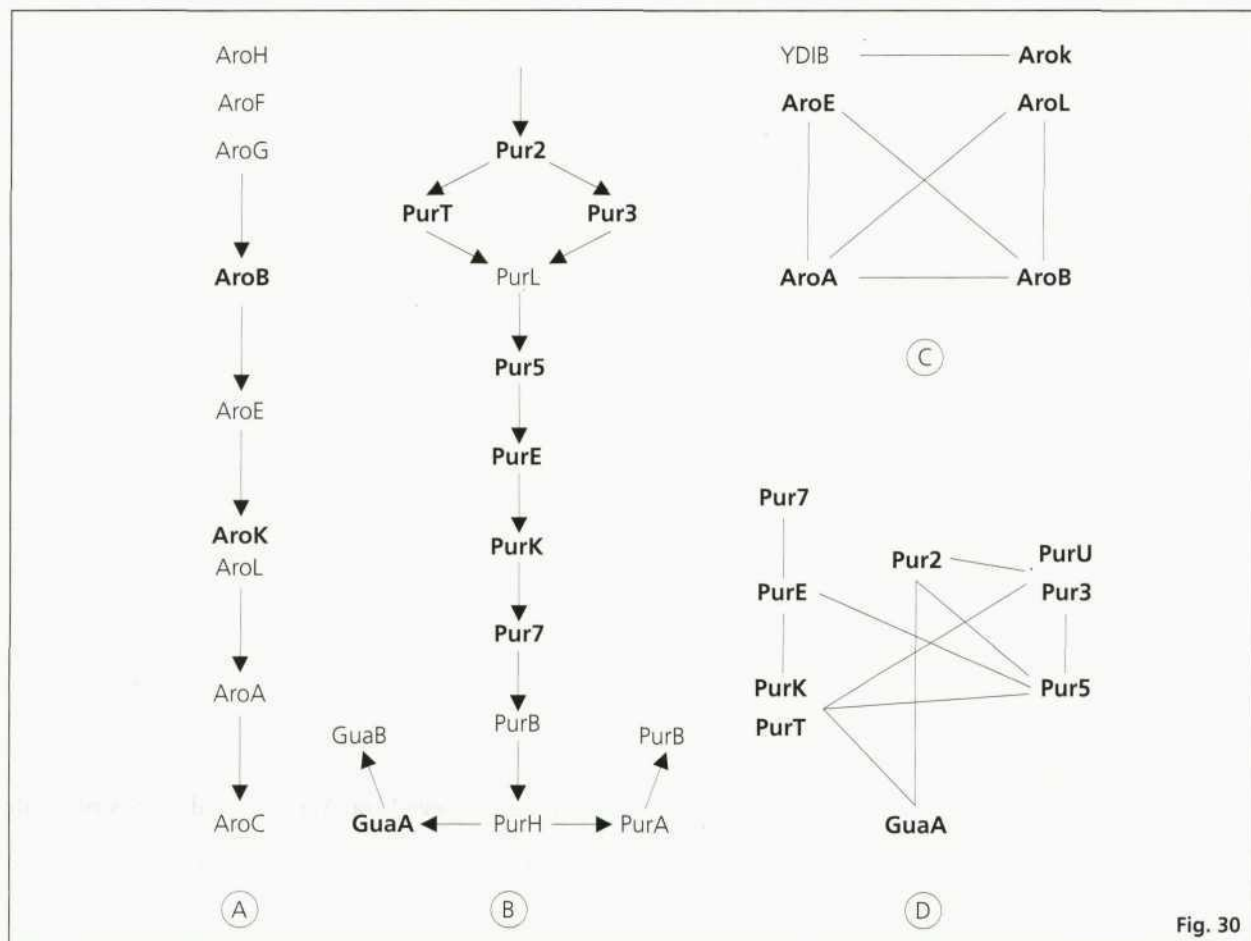 AroH
AroF
AroG
AroB
AroE
AroK
AroL
AroA
AroC
A
Pur2
PurT Pur3
PurL
Pur5
PurE
PurK
Pur7
PurB
GuaB PurB
GuaA PurH PurA
B
YDIB Arok
AroE AroL
AroA AroB
C
Pur7
Pur2 PurU
PurE Pur3
PurK Pur5
PurT
GuaA
D
Fig. 30